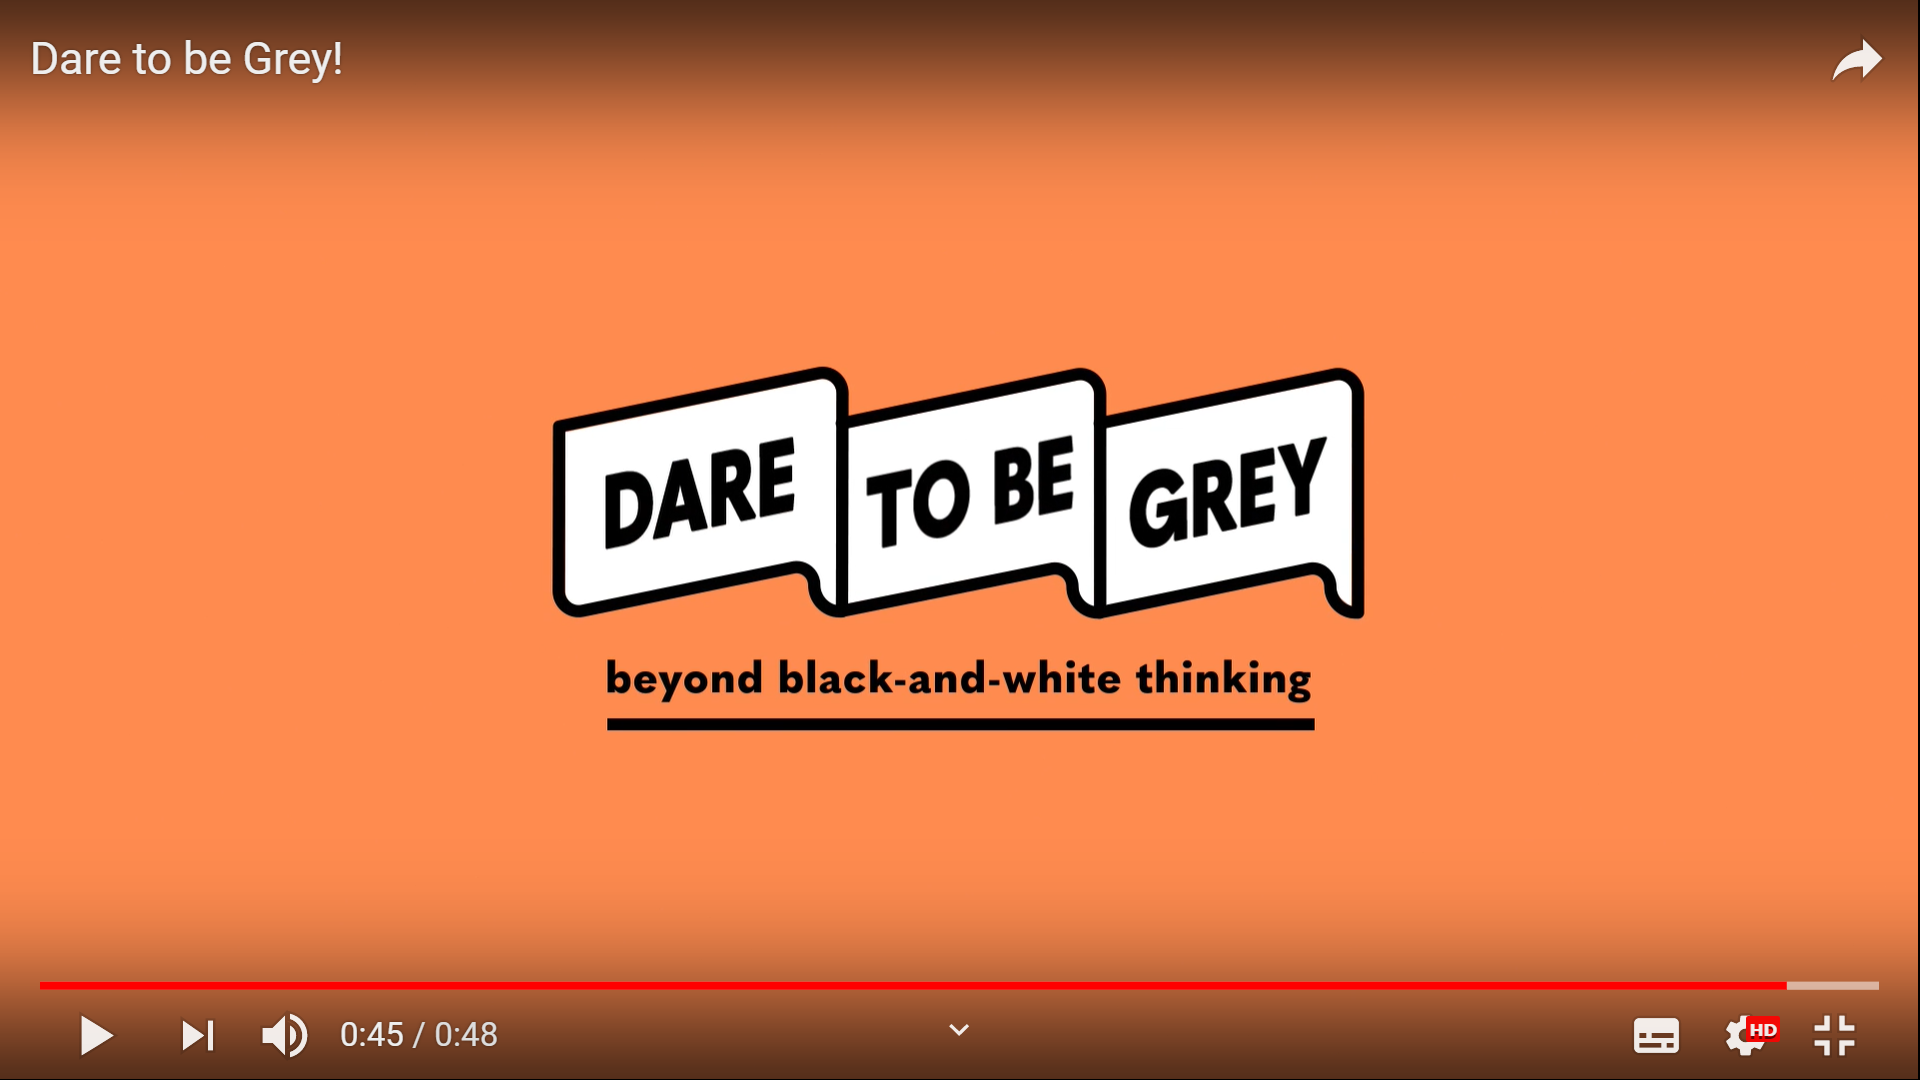 Dare to be Grey!
DARE TO BE GREY
beyond black-and-white thinking
0:45 / 0:48
HD